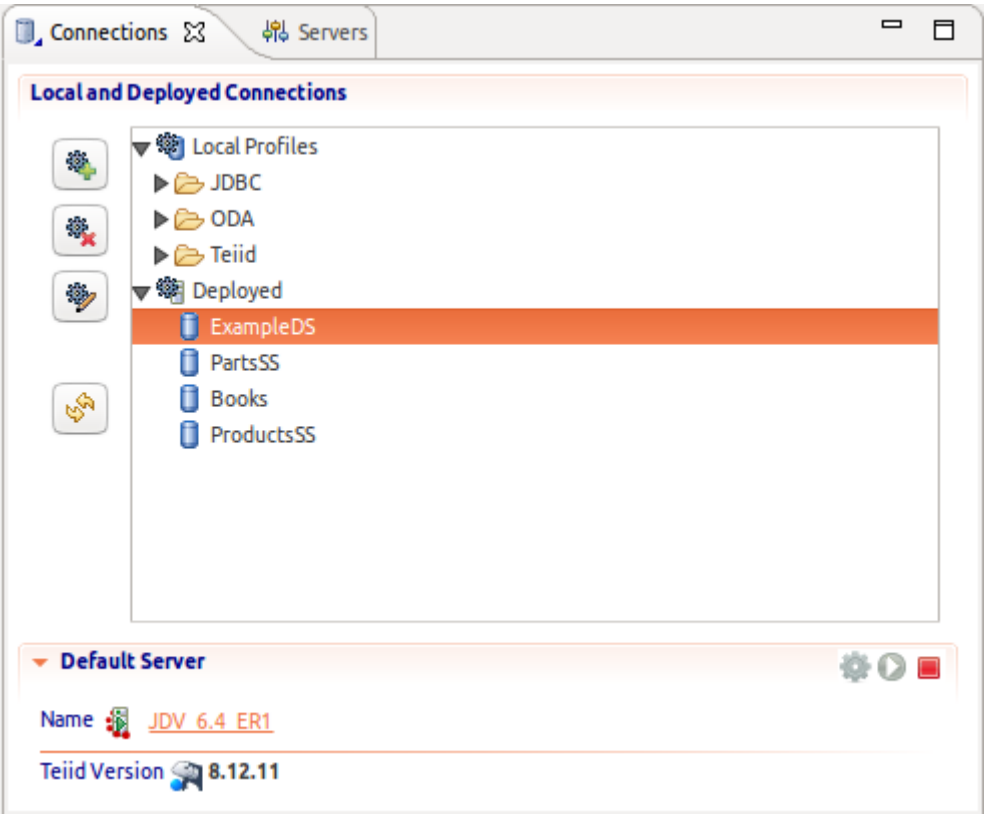 Connections Servers
Local and Deployed Connections
Local Profiles
JDBC
ODA
Teiid
Deployed
ExampleDS
PartsSS
Books
ProductsSS
Default Server
Name JDV_6.4_ER1
Teiid Version 8.12.11